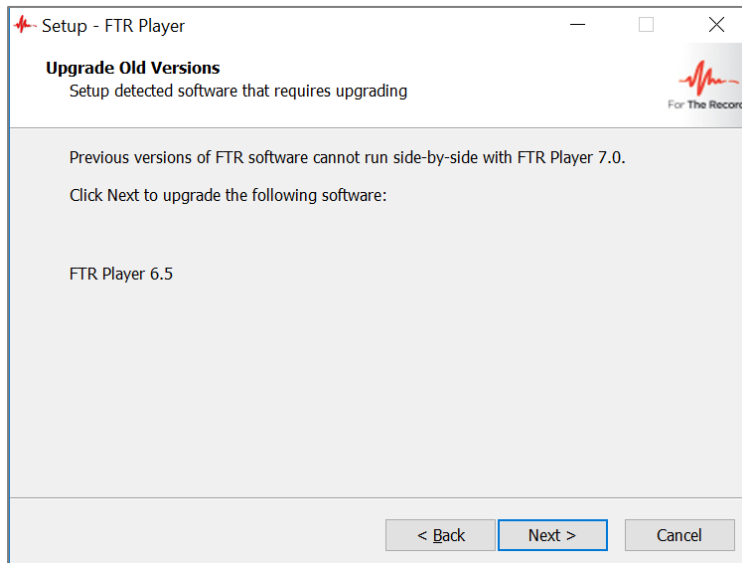 Setup - FTR Player
Upgrade Old Versions
Setup detected software that requires upgrading
For The Record
Previous versions of FTR software cannot run side-by-side with FTR Player 7.0.
Click Next to upgrade the following software:
FTR Player 6.5
< Back
Next >
Cancel